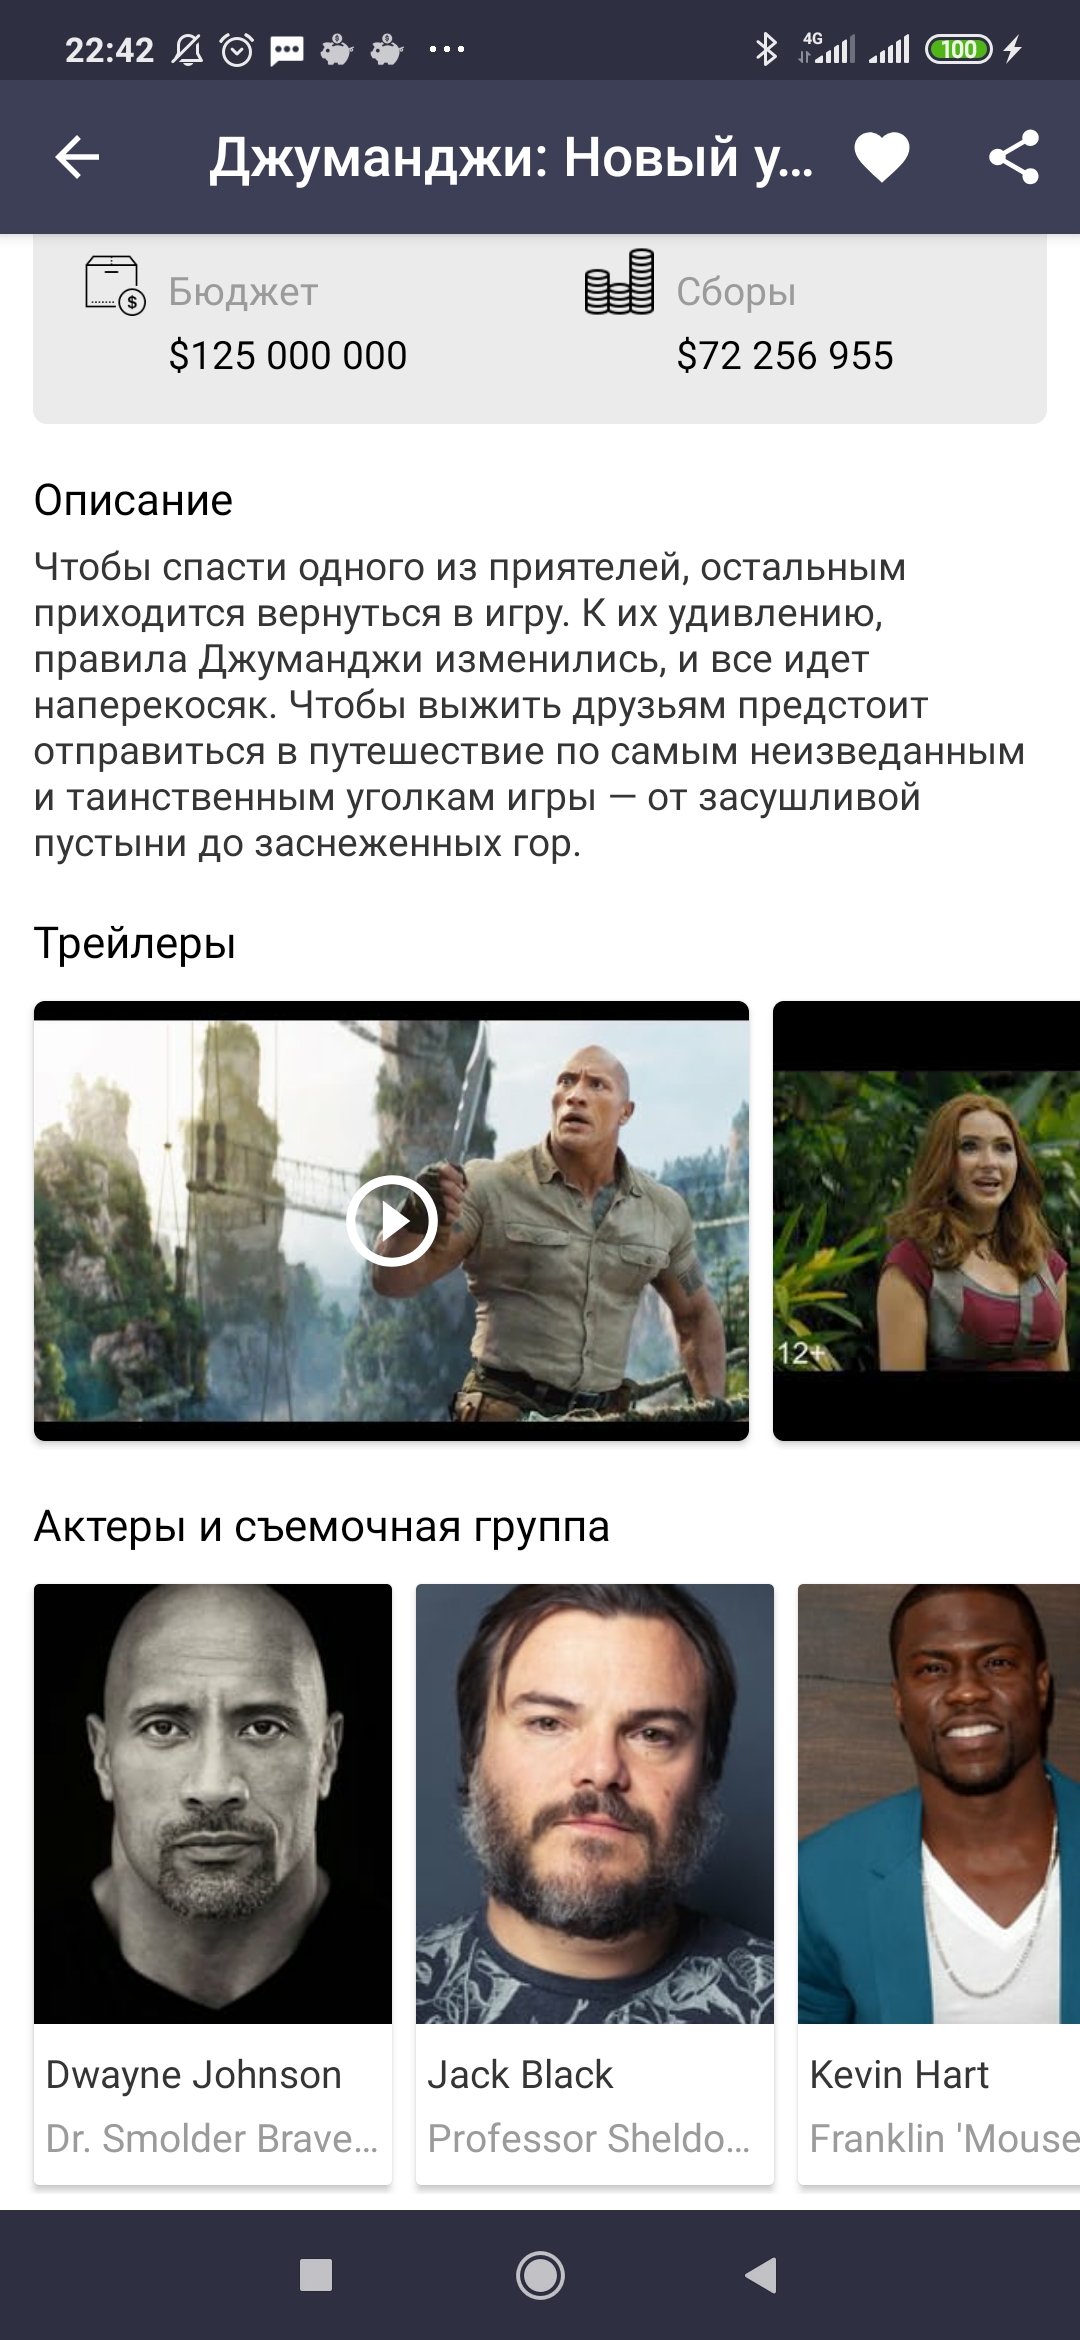 22:42
4G
100
Джуманджи: Новый у...
Бюджет
Сборы
$125 000 000
$72 256 955
Описание
Чтобы спасти одного из приятелей, остальным
приходится вернуться в игру. К их удивлению,
правила Джуманджи изменились, и все идет
наперекосяк. Чтобы выжить друзьям предстоит
отправиться в путешествие по самым неизведанным
и таинственным уголкам игры — от засушливой
пустыни до заснеженных гор.
Трейлеры
12+
Актеры и съемочная группа
Dwayne Johnson
Dr. Smolder Brave...
Jack Black
Professor Sheldo...
Kevin Hart
Franklin 'Mouse